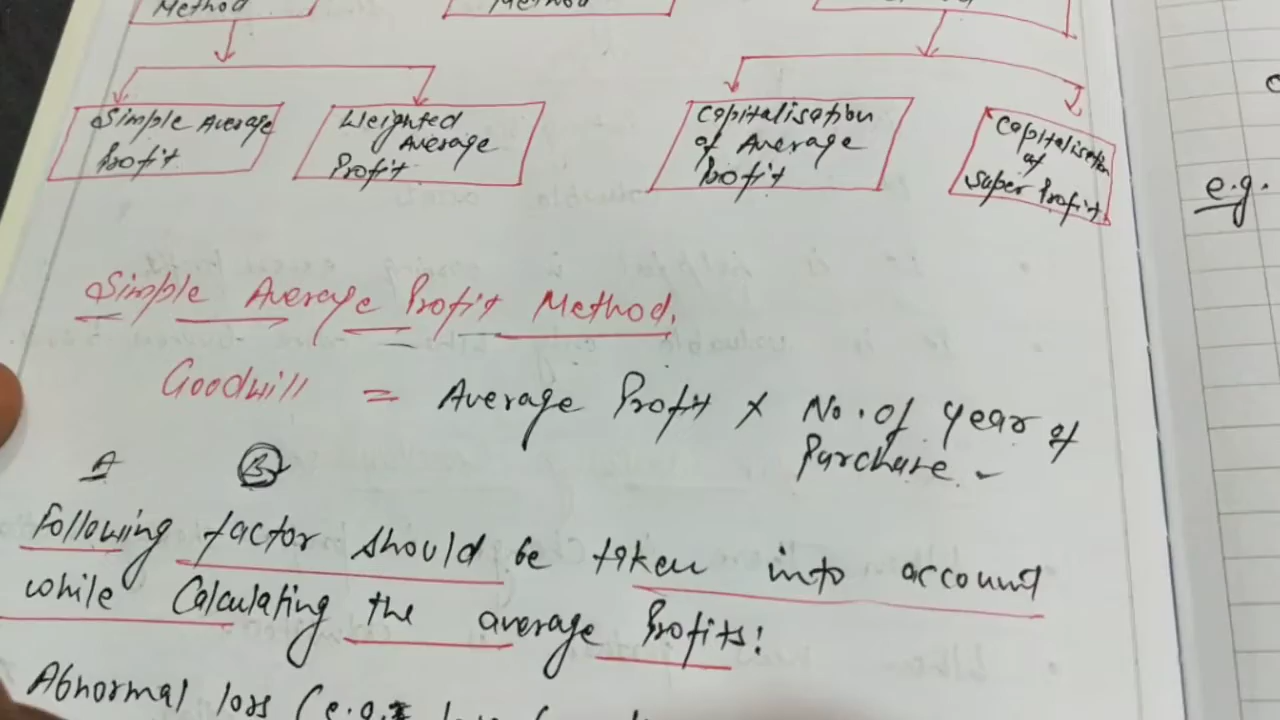 Method
Method
Simple Average
Profit
Weighted
Average
Profit
Capitalisation
of Average
Profit
Capitalisation
of
Super Profit
e.g.
Simple Average Profit Method.
Goodwill = Average Profit × No. of year of
Purchase.
A B
Following factor should be taken into account
while Calculating the average Profits:
Abnormal loss (e.g.